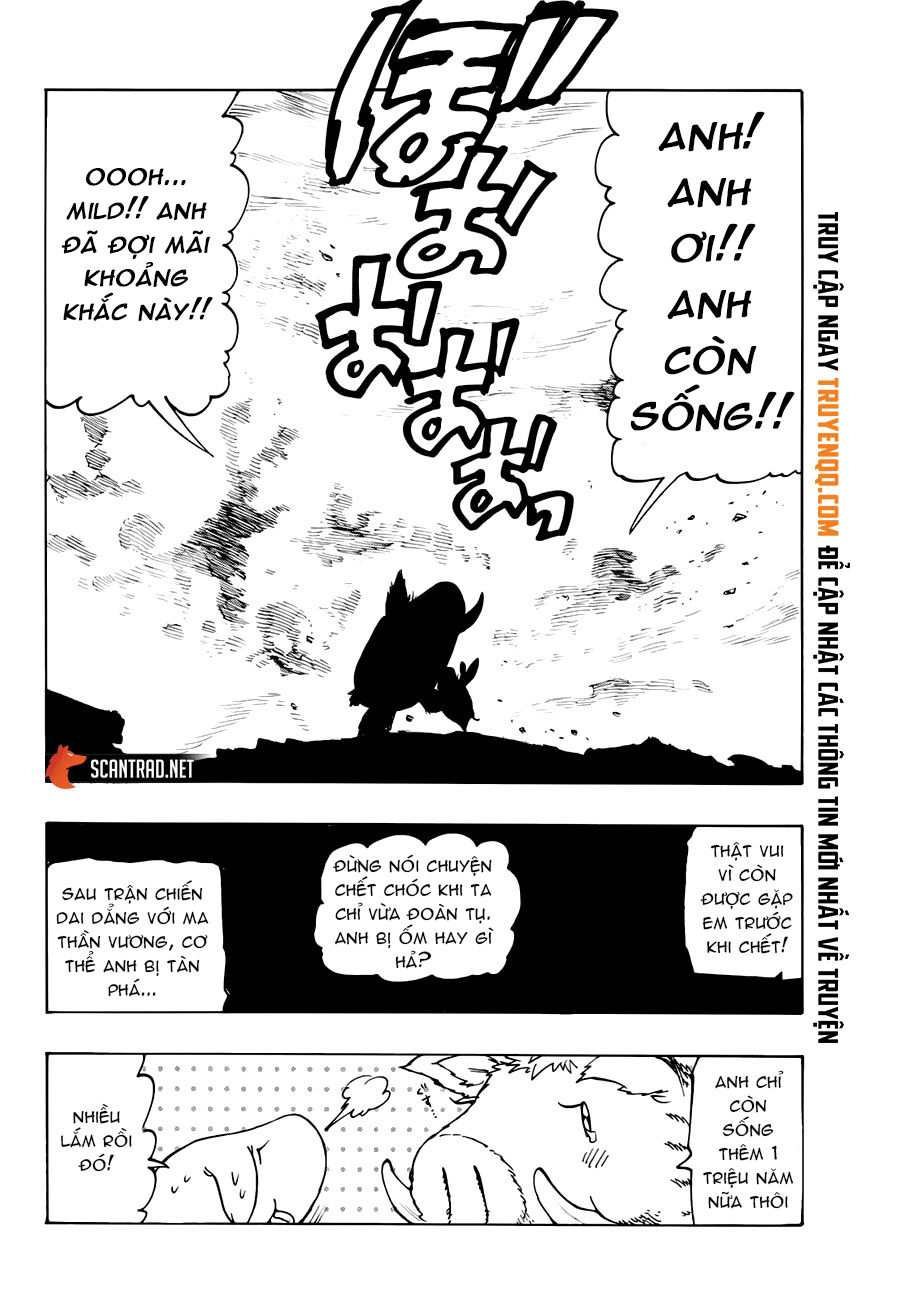 ANH!
ANH
ƠI!!
ANH
CÒN
SỐNG!!
OOOH...
MILD!! ANH
ĐÃ ĐỢI MÃI
KHOẢNG
KHẮC NÀY!!
SCANTRAD.NET
THẬT VUI
VÌ CÒN
ĐƯỢC GẶP
EM TRƯỚC
KHI CHẾT!
ĐỪNG NÓI CHUYỆN
CHẾT CHÓC KHI TA
CHỈ VỪA ĐOÀN TỤ.
ANH BỊ ỐM HAY GÌ
HẢ?
SAU TRẬN CHIẾN
DAI DẲNG VỚI MA
THẦN VƯƠNG, CƠ
THỂ ANH BỊ TÀN
PHÁ...
ANH CHỈ
CÒN
SỐNG
THÊM 1
TRIỆU NĂM
NỮA THÔI
NHIỀU
LẮM RỒI
ĐÓ!
TRUY CẬP NGAY TRUYENQQ.COM ĐỂ CẬP NHẬT CÁC THÔNG TIN MỚI NHẤT VỀ TRUYỆN